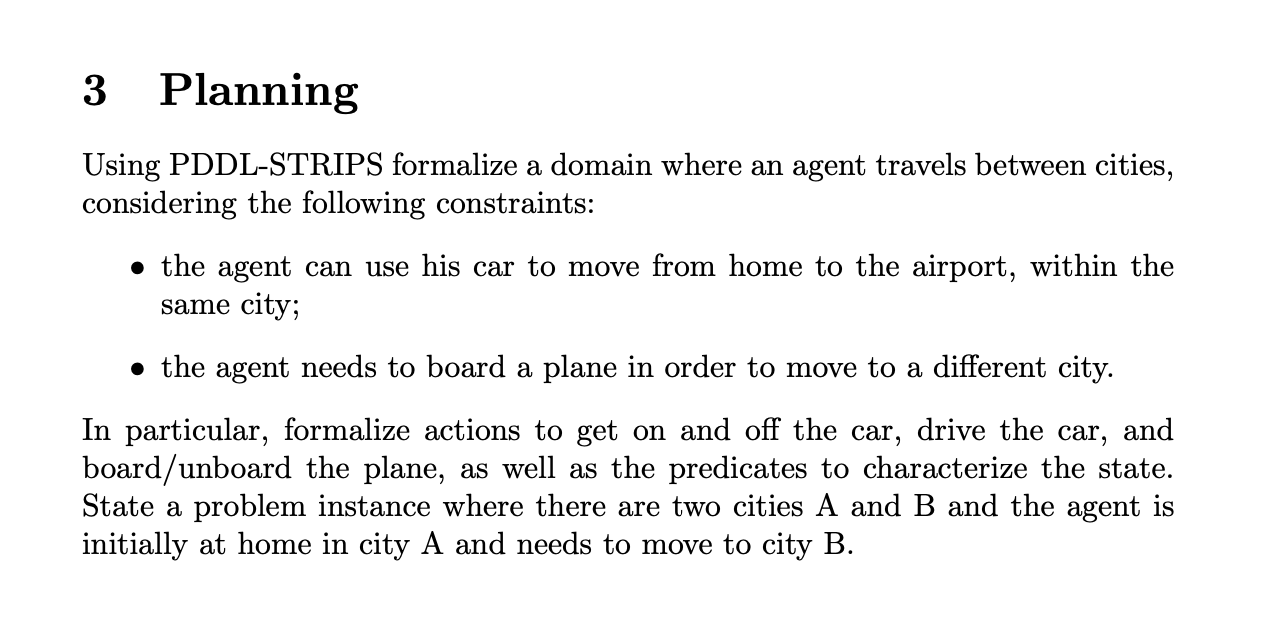 3 Planning
Using PDDL-STRIPS formalize a domain where an agent travels between cities,
considering the following constraints:
• the agent can use his car to move from home to the airport, within the
same city;
• the agent needs to board a plane in order to move to a different city.
In particular, formalize actions to get on and off the car, drive the car, and
board/unboard the plane, as well as the predicates to characterize the state.
State a problem instance where there are two cities A and B and the agent is
initially at home in city A and needs to move to city B.